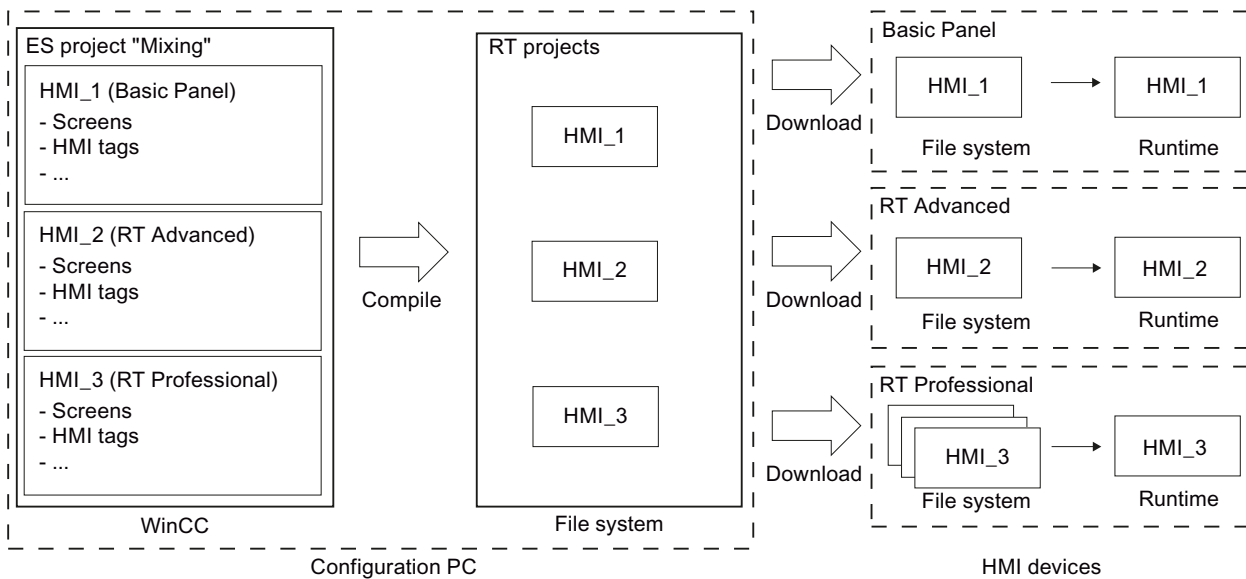 ES project "Mixing"
HMI_1 (Basic Panel)
- Screens
- HMI tags
- ...
HMI_2 (RT Advanced)
- Screens
- HMI tags
- ...
HMI_3 (RT Professional)
- Screens
- HMI tags
- ...
WinCC
Compile
RT projects
HMI_1
HMI_2
HMI_3
File system
Configuration PC
Download
Download
Download
Basic Panel
HMI_1
HMI_1
File system
Runtime
RT Advanced
HMI_2
HMI_2
File system
Runtime
RT Professional
HMI_3
HMI_3
File system
Runtime
HMI devices